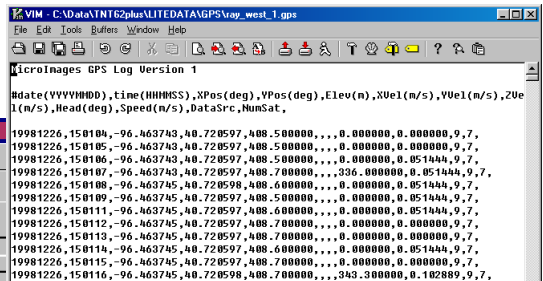 VIM - C:\Data\TNT62plus\LITEDATA\GPS\ray_west_1.gps
File Edit Tools Buffers Window Help
MicroImages GPS Log Version 1
#date(YYYYMMDD),time(HHMMSS),XPos(deg),YPos(deg),Elev(m),XVel(m/s),YVel(m/s),ZVe
l(m/s),Head(deg),Speed(m/s),DataSrc,NumSat,
19981226,150104,-96.463743,40.720597,408.500000,,,,0.000000,0.000000,9,7,
19981226,150105,-96.463743,40.720597,408.500000,,,,0.000000,0.000000,9,7,
19981226,150106,-96.463743,40.720597,408.500000,,,,0.000000,0.051444,9,7,
19981226,150107,-96.463743,40.720597,408.700000,,,,336.000000,0.051444,9,7,
19981226,150108,-96.463745,40.720598,408.600000,,,,0.000000,0.051444,9,7,
19981226,150109,-96.463745,40.720597,408.500000,,,,0.000000,0.051444,9,7,
19981226,150111,-96.463745,40.720597,408.600000,,,,0.000000,0.051444,9,7,
19981226,150112,-96.463745,40.720597,408.700000,,,,0.000000,0.000000,9,7,
19981226,150113,-96.463745,40.720597,408.700000,,,,0.000000,0.000000,9,7,
19981226,150114,-96.463745,40.720597,408.600000,,,,0.000000,0.051444,9,7,
19981226,150115,-96.463745,40.720597,408.700000,,,,0.000000,0.000000,9,7,
19981226,150116,-96.463745,40.720598,408.700000,,,,343.300000,0.102889,9,7,